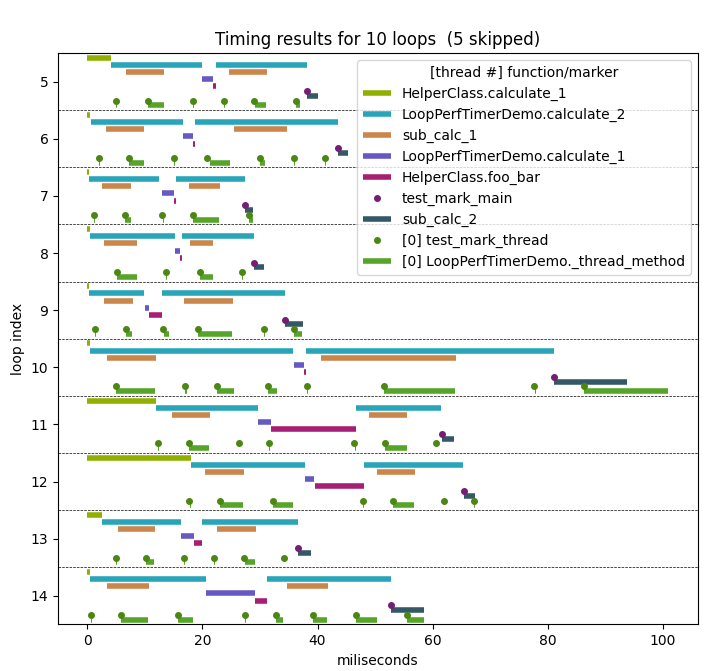 Timing results for 10 loops  (5 skipped)
[thread #] function/marker
HelperClass.calculate_1
LoopPerfTimerDemo.calculate_2
sub_calc_1
LoopPerfTimerDemo.calculate_1
HelperClass.foo_bar
test_mark_main
sub_calc_2
[0] test_mark_thread
[0] LoopPerfTimerDemo._thread_method
loop index
5
6
7
8
9
10
11
12
13
14
0 20 40 60 80 100
miliseconds